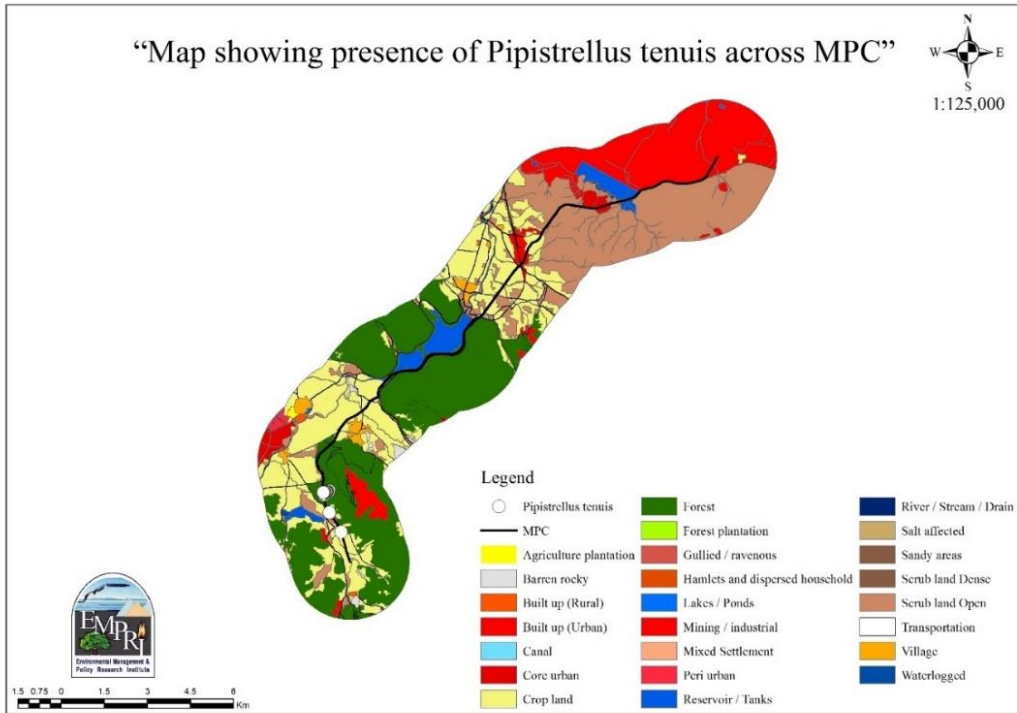 “Map showing presence of Pipistrellus tenuis across MPC”
N
W E
S
1:125,000
Legend
Pipistrellus tenuis
MPC
Agriculture plantation
Barren rocky
Built up (Rural)
Built up (Urban)
Canal
Core urban
Crop land
Forest
Forest plantation
Gullied / ravenous
Hamlets and dispersed household
Lakes / Ponds
Mining / industrial
Mixed Settlement
Peri urban
Reservoir / Tanks
River / Stream / Drain
Salt affected
Sandy areas
Scrub land Dense
Scrub land Open
Transportation
Village
Waterlogged
EMPRI
Environmental Management &
Policy Research Institute
1.5 0.75 0 1.5 3 4.5 6
Km